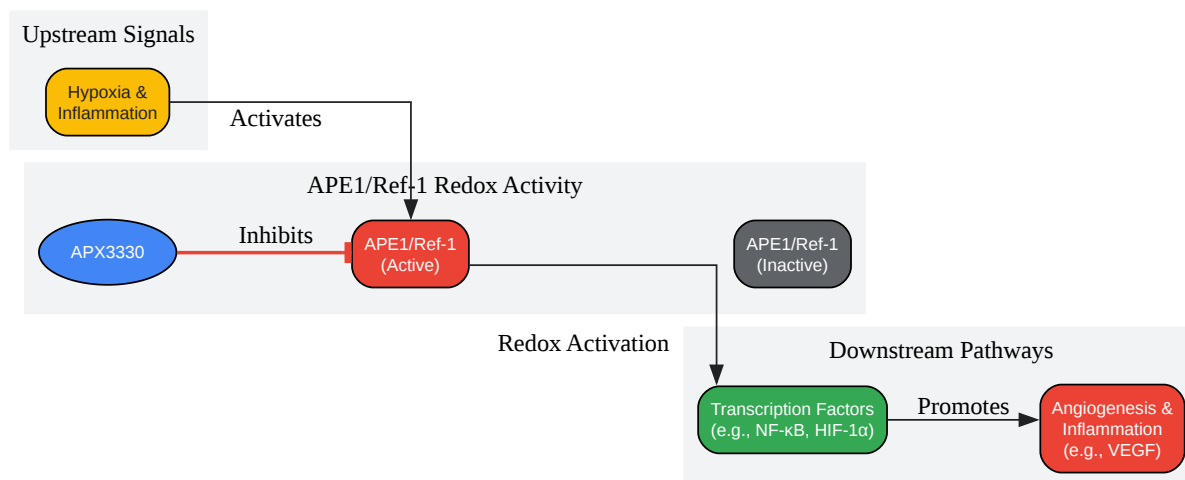 Upstream Signals
Hypoxia &
Inflammation
Activates
APE1/Ref-1 Redox Activity
APX3330
Inhibits
APE1/Ref-1
(Active)
APE1/Ref-1
(Inactive)
Redox Activation
Downstream Pathways
Transcription Factors
(e.g., NF-κB, HIF-1α)
Promotes
Angiogenesis &
Inflammation
(e.g., VEGF)